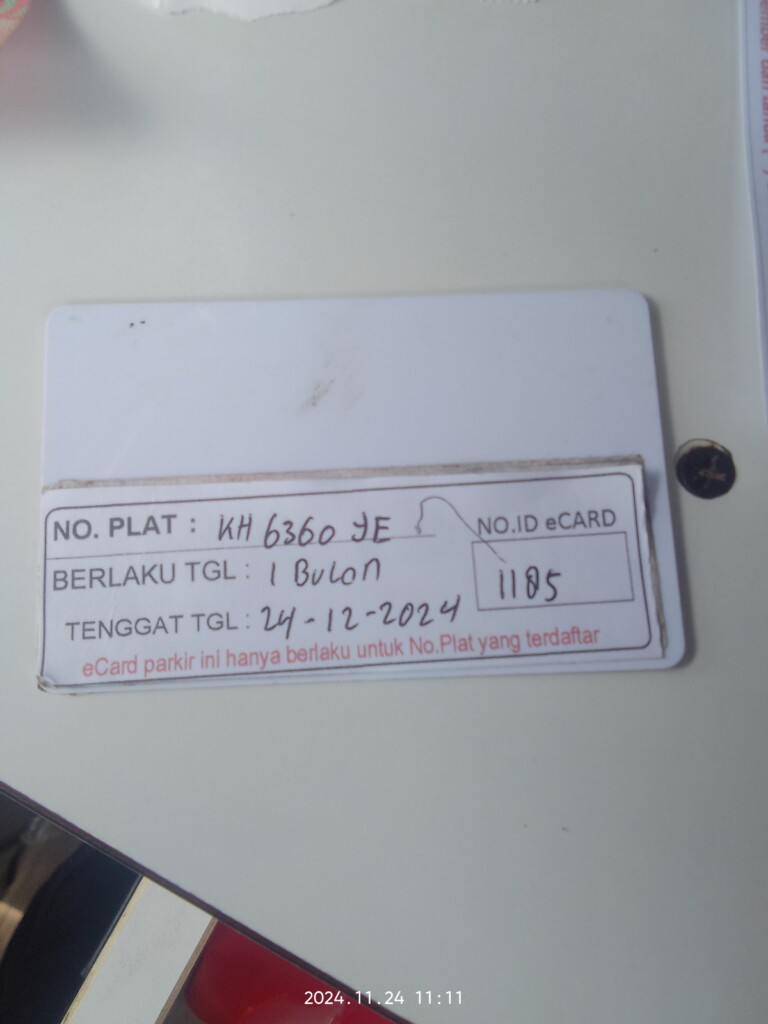 NO. PLAT : KH 6360 YE
NO.ID eCARD
BERLAKU TGL : 1 Bulan
1185
TENGGAT TGL : 24-12-2024
eCard parkir ini hanya berlaku untuk No.Plat yang terdaftar
2024.11.24 11:11